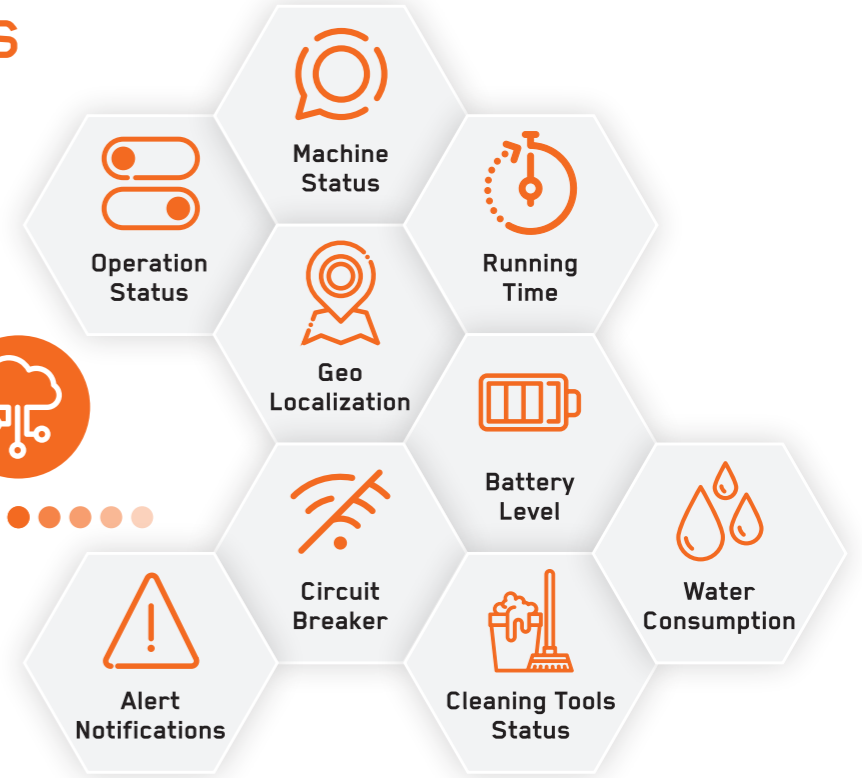 s
Machine
Status
Operation
Status
Running
Time
Geo
Localization
Battery
Level
Circuit
Breaker
Water
Consumption
Alert
Notifications
Cleaning Tools
Status